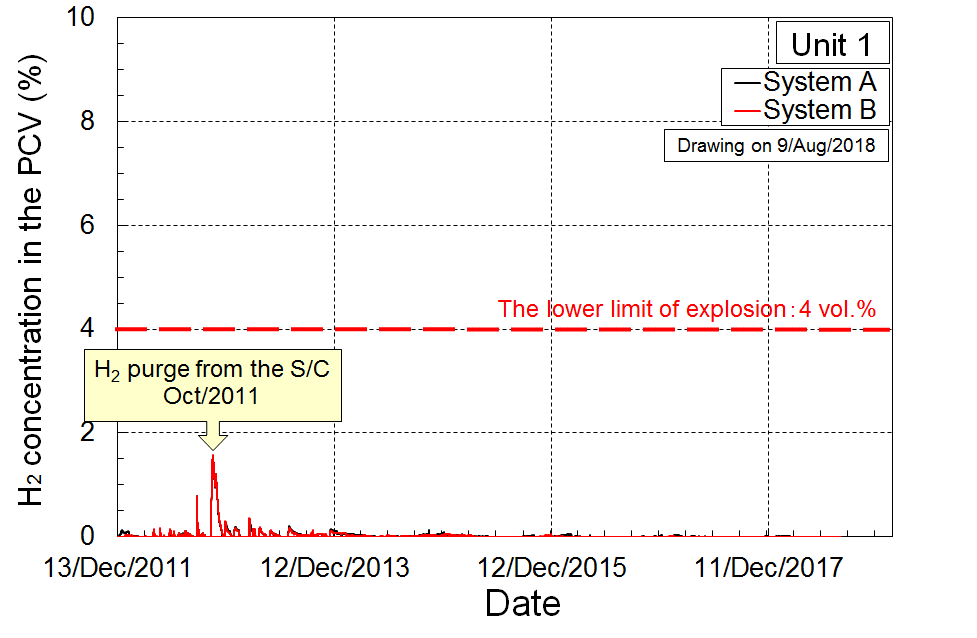 H₂ concentration in the PCV (%)
10
8
6
4
2
0
Unit 1
System A
System B
Drawing on 9/Aug/2018
The lower limit of explosion：4 vol.%
H₂ purge from the S/C
Oct/2011
13/Dec/2011
12/Dec/2013
12/Dec/2015
11/Dec/2017
Date